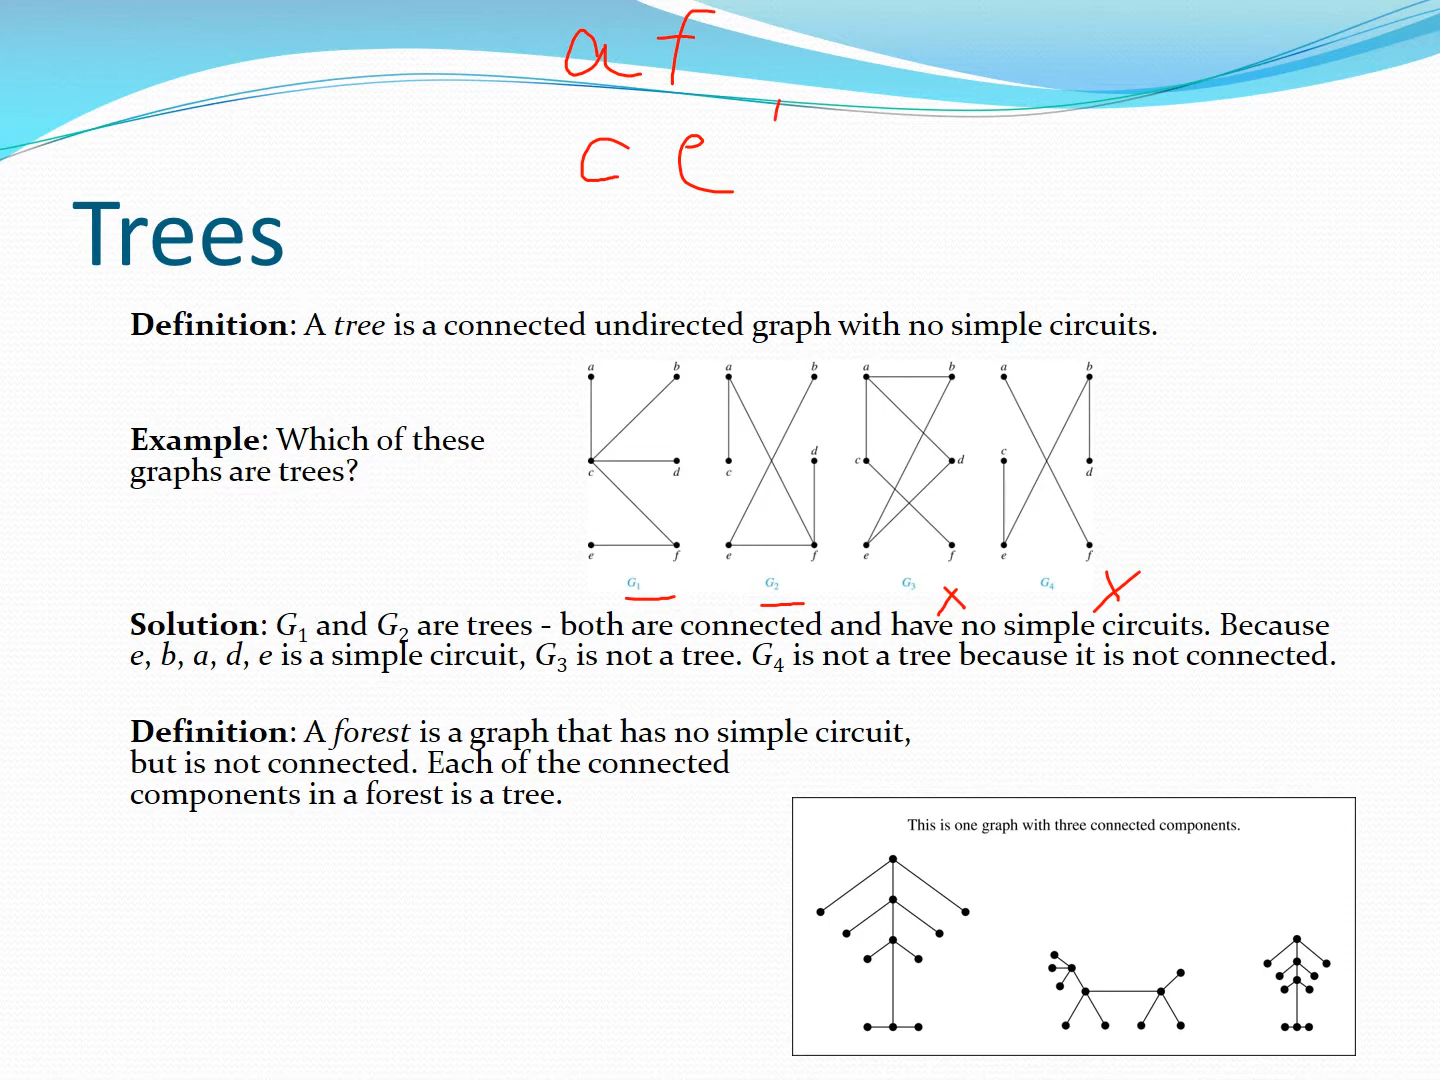 a f
c e
Trees
Definition: A tree is a connected undirected graph with no simple circuits.
a b a b a b a b
Example: Which of these
graphs are trees?
d c d c
c d c d
e f e f e f e f
G1 G2 G3 G4
Solution: G1 and G2 are trees - both are connected and have no simple circuits. Because
e, b, a, d, e is a simple circuit, G3 is not a tree. G4 is not a tree because it is not connected.
Definition: A forest is a graph that has no simple circuit,
but is not connected. Each of the connected
components in a forest is a tree.
This is one graph with three connected components.